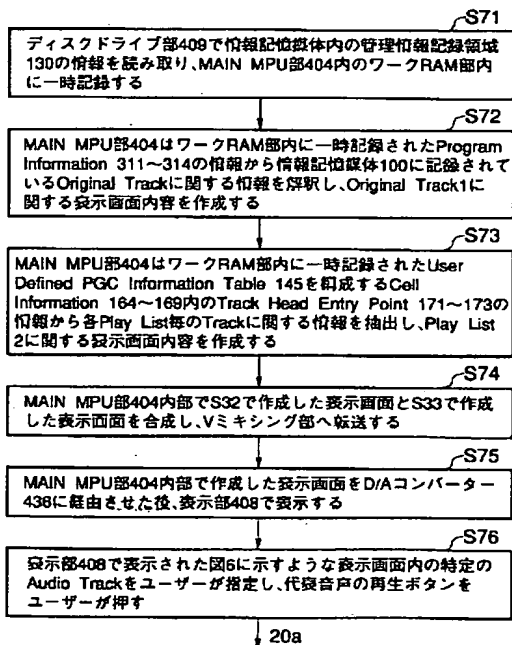 S71
ディスクドライブ部409で情報記憶媒体内の管理情報記録領域
130の情報を読み取り、MAIN MPU部404内のワークRAM部内
に一時記録する
S72
MAIN MPU部404はワークRAM部内に一時記録されたProgram
Information 311～314の情報から情報記憶媒体100に記録されて
いるOriginal Trackに関する情報を解釈し、Original Track1に
関する表示画面内容を作成する
S73
MAIN MPU部404はワークRAM部内に一時記録されたUser
Defined PGC Information Table 145を構成するCell
Information 164～169内のTrack Head Entry Point 171～173の
情報から各Play List毎のTrackに関する情報を抽出し、Play List
2に関する表示画面内容を作成する
S74
MAIN MPU部404内部でS32で作成した表示画面とS33で作成
した表示画面を合成し、Vミキシング部へ転送する
S75
MAIN MPU部404内部で作成した表示画面をD/Aコンバーター
436に経由させた後、表示部408で表示する
S76
表示部408で表示された図6に示すような表示画面内の特定の
Audio Trackをユーザーが指定し、代表音声の再生ボタンを
ユーザーが押す
20a